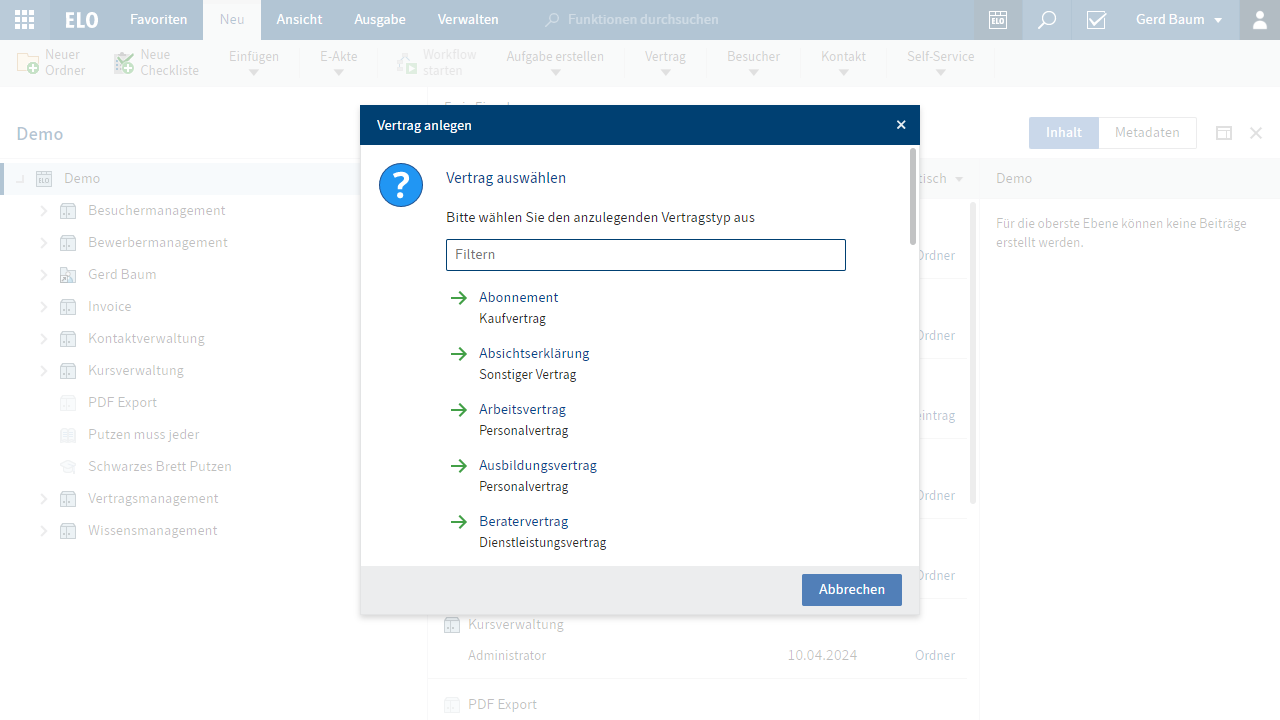 ELO Favoriten Neu Ansicht Ausgabe Verwalten Funktionen durchsuchen ELO Gerd Baum
Neuer Ordner
Neue Checkliste
Einfügen
E-Akte
Workflow starten
Aufgabe erstellen
Vertrag
Besucher
Kontakt
Self-Service
Demo
Inhalt Metadaten
Demo
Besuchermanagement
Bewerbermanagement
Gerd Baum
Invoice
Kontaktverwaltung
Kursverwaltung
PDF Export
Putzen muss jeder
Schwarzes Brett Putzen
Vertragsmanagement
Wissensmanagement
Vertrag anlegen
?
Vertrag auswählen
Bitte wählen Sie den anzulegenden Vertragstyp aus
Filtern
Abonnement
Kaufvertrag
Absichtserklärung
Sonstiger Vertrag
Arbeitsvertrag
Personalvertrag
Ausbildungsvertrag
Personalvertrag
Beratervertrag
Dienstleistungsvertrag
Abbrechen
tisch
Ordner
Ordner
eintrag
Ordner
Ordner
Kursverwaltung
Administrator 10.04.2024 Ordner
PDF Export
Demo
Für die oberste Ebene können keine Beiträge
erstellt werden.